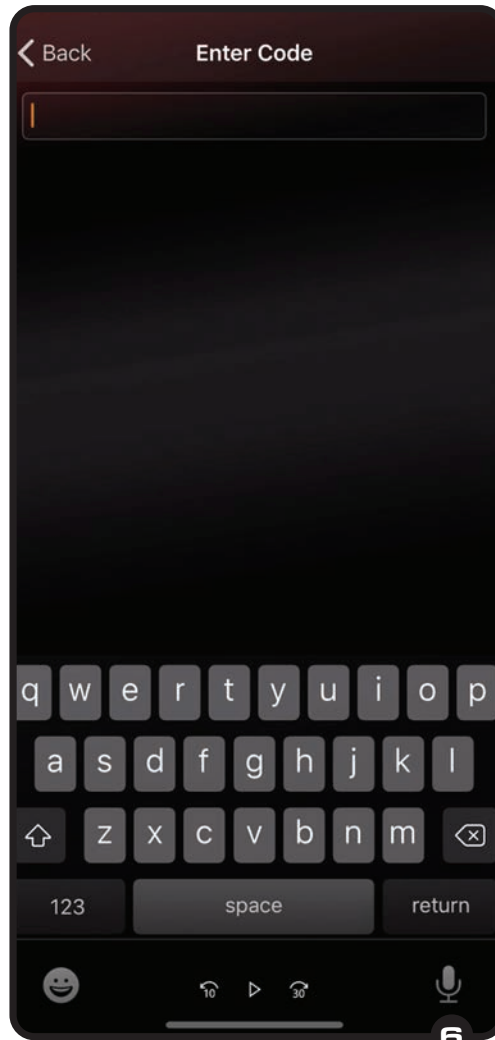 Back Enter Code
q w e r t y u i o p
a s d f g h j k l
z x c v b n m
123 space return
10 30
6